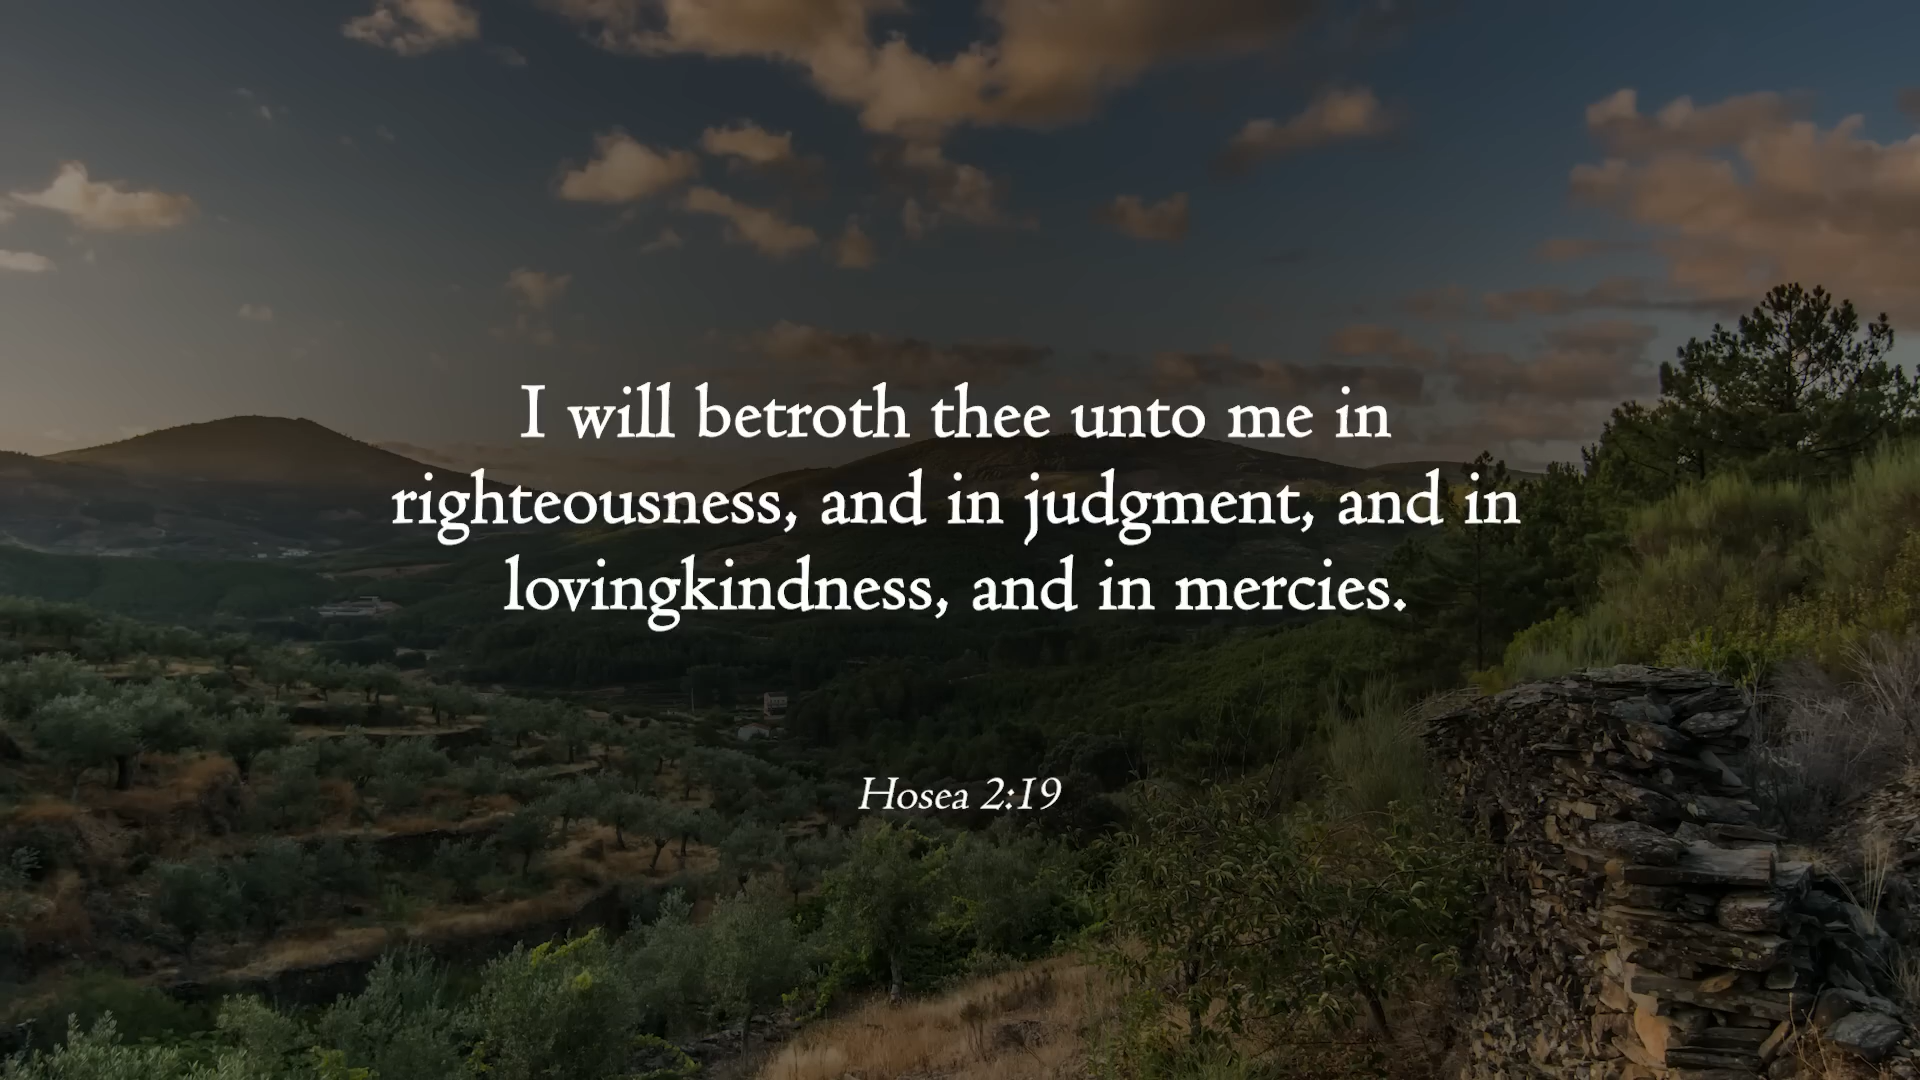 I will betroth thee unto me in
righteousness, and in judgment, and in
lovingkindness, and in mercies.
Hosea 2:19